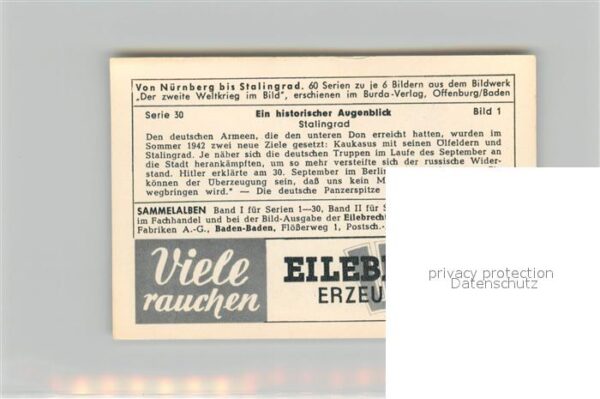 Von Nürnberg bis Stalingrad. 60 Serien zu je 6 Bildern aus dem Bildwerk
„Der zweite Weltkrieg im Bild", erschienen im Burda-Verlag, Offenburg/Baden
Serie 30 Ein historischer Augenblick Bild 1
Stalingrad
Den deutschen Armeen, die den unteren Don erreicht hatten, wurden im
Sommer 1942 zwei neue Ziele gesetzt: Kaukasus mit seinen Olfeldern und
Stalingrad. Je näher sich die deutschen Truppen im Laufe des September an
die Stadt herankämpften, um so mehr versteifte sich der russische Wider-
stand. Hitler erklärte am 30. September im Berlin
können der Überzeugung sein, daß uns kein M
wegbringen wird." — Die deutsche Panzerspitze
SAMMELALBEN Band I für Serien 1—30, Band II für S
im Fachhandel und bei der Bild-Ausgabe der Eilebrech
Fabriken A.-G., Baden-Baden, Flößerweg 1, Postsch.-
Viele
rauchen
EILEB
ERZEU
privacy protection
Datenschutz